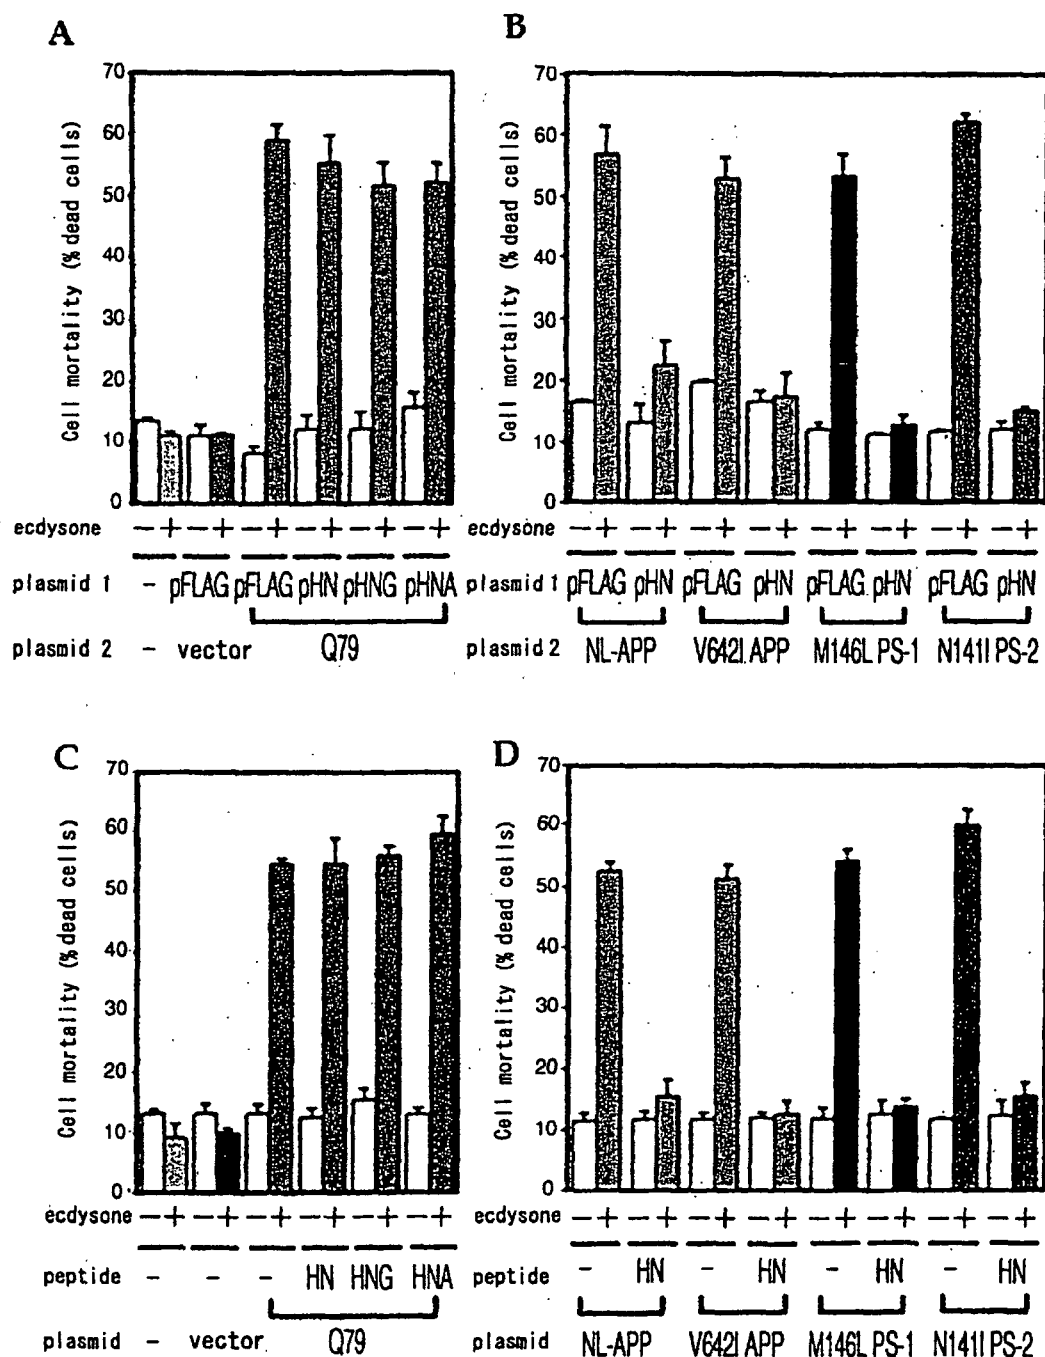 A
B
Cell mortality (% dead cells)
70
60
50
40
30
20
10
0
Cell mortality (% dead cells)
70
60
50
40
30
20
10
0
ecdysone - + - + - + - + - + - +
ecdysone - + - + - + - + - + - + - + - +
plasmid 1 - pFLAG pFLAG pHN pHNG pHNA
plasmid 1 pFLAG pHN pFLAG pHN pFLAG pHN pFLAG pHN
plasmid 2 - vector Q79
plasmid 2 NL-APP V642I APP M146L PS-1 N141I PS-2
C
D
Cell mortality (% dead cells)
70
60
50
40
30
20
10
0
Cell mortality (% dead cells)
70
60
50
40
30
20
10
0
ecdysone - + - + - + - + - + - +
ecdysone - + - + - + - + - + - + - + - +
peptide - - - HN HNG HNA
peptide - HN - HN - HN - HN
plasmid - vector Q79
plasmid NL-APP V642I APP M146L PS-1 N141I PS-2